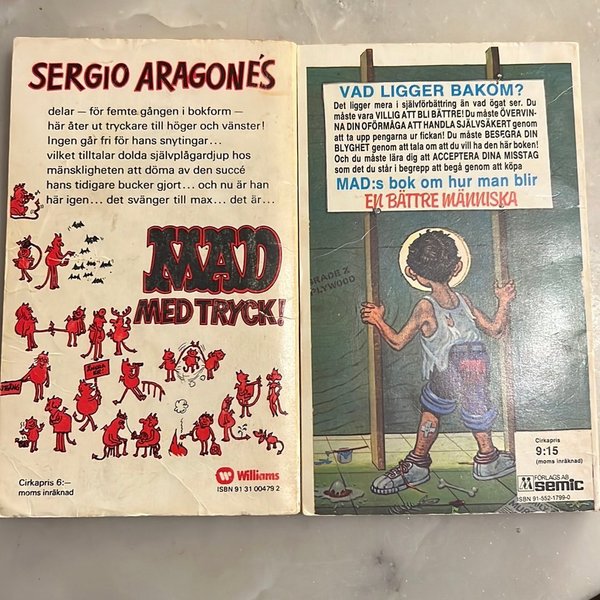 SERGIO ARAGONÉS
delar — för femte gången i bokform —
här åter ut tryckare till höger och vänster!
Ingen går fri för hans snytingar...
vilket tilltalar dolda självplågardjup hos
mänskligheten att döma av den succé
hans tidigare bucker gjort... och nu är han
här igen... det svänger till max... det är...
MAD
MED TRYCK!
Cirkapris 6:—
moms inräknad
Williams
ISBN 91 31 00479 2
VAD LIGGER BAKOM?
Det ligger mera i självförbättring än vad ögat ser. Du
måste vara VILLIG ATT BLI BÄTTRE! Du måste ÖVERVIN-
NA DIN OFÖRMÅGA ATT HANDLA SJÄLVSÄKERT genom
att ta upp pengarna ur fickan! Du måste BESEGRA DIN
BLYGHET genom att tala om att du vill ha den här boken!
Och du måste lära dig att ACCEPTERA DINA MISSTAG
som det du står i begrepp att begå genom att köpa
MAD:s bok om hur man blir
EN BÄTTRE MÄNNISKA
GRADE Z
PLYWOOD
Cirkapris
9:15
(moms inräknad)
FÖRLAGS AB
semic
ISBN 91-552-1799-0